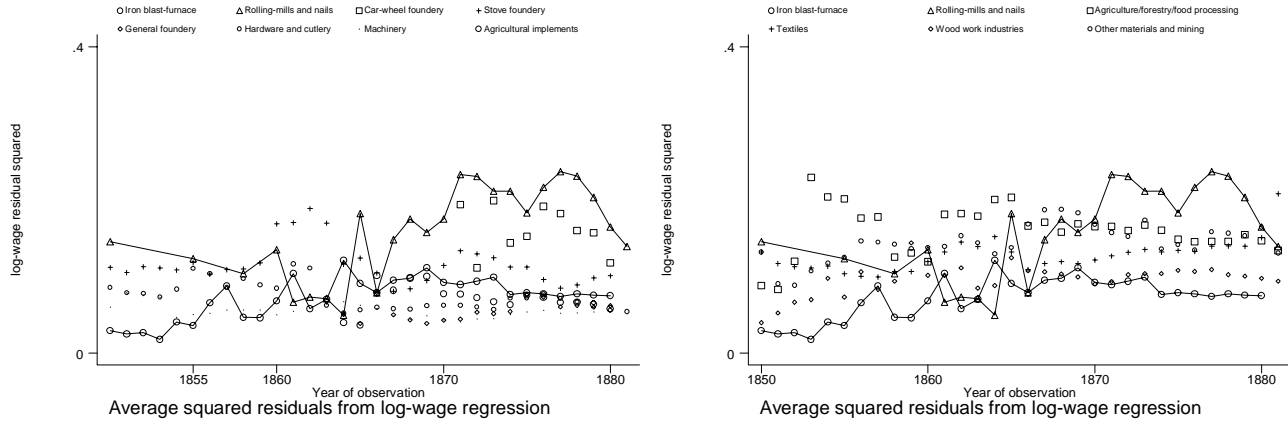 Iron blast-furnace Rolling-mills and nails Car-wheel foundery Stove foundery
General foundery Hardware and cutlery Machinery Agricultural implements
.4
log-wage residual squared
0
1855 1860 1870 1880
Year of observation
Average squared residuals from log-wage regression
Iron blast-furnace Rolling-mills and nails Agriculture/forestry/food processing
Textiles Wood work industries Other materials and mining
.4
log-wage residual squared
0
1850 1860 1870 1880
Year of observation
Average squared residuals from log-wage regression